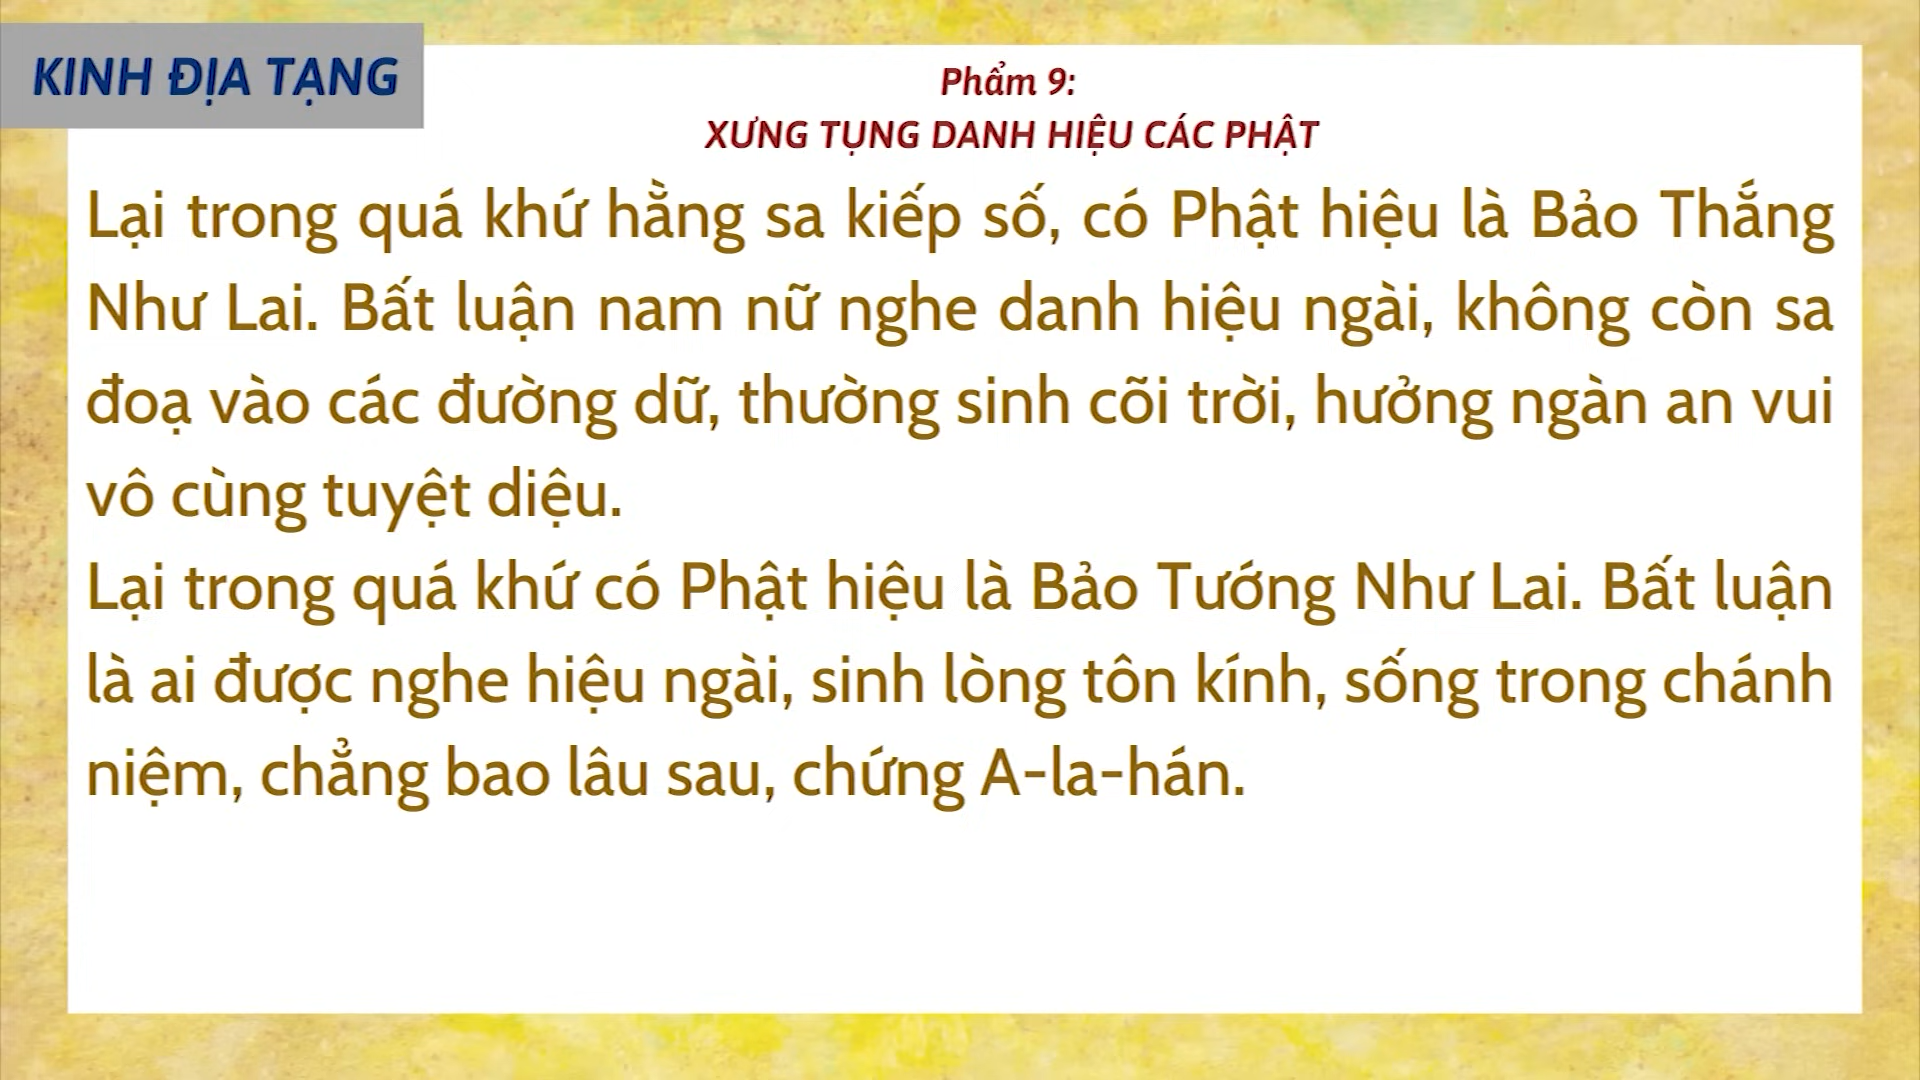 KINH ĐỊA TẠNG
Phẩm 9:
XƯNG TỤNG DANH HIỆU CÁC PHẬT
Lại trong quá khứ hằng sa kiếp số, có Phật hiệu là Bảo Thắng
Như Lai. Bất luận nam nữ nghe danh hiệu ngài, không còn sa
đoạ vào các đường dữ, thường sinh cõi trời, hưởng ngàn an vui
vô cùng tuyệt diệu.
Lại trong quá khứ có Phật hiệu là Bảo Tướng Như Lai. Bất luận
là ai được nghe hiệu ngài, sinh lòng tôn kính, sống trong chánh
niệm, chẳng bao lâu sau, chứng A-la-hán.